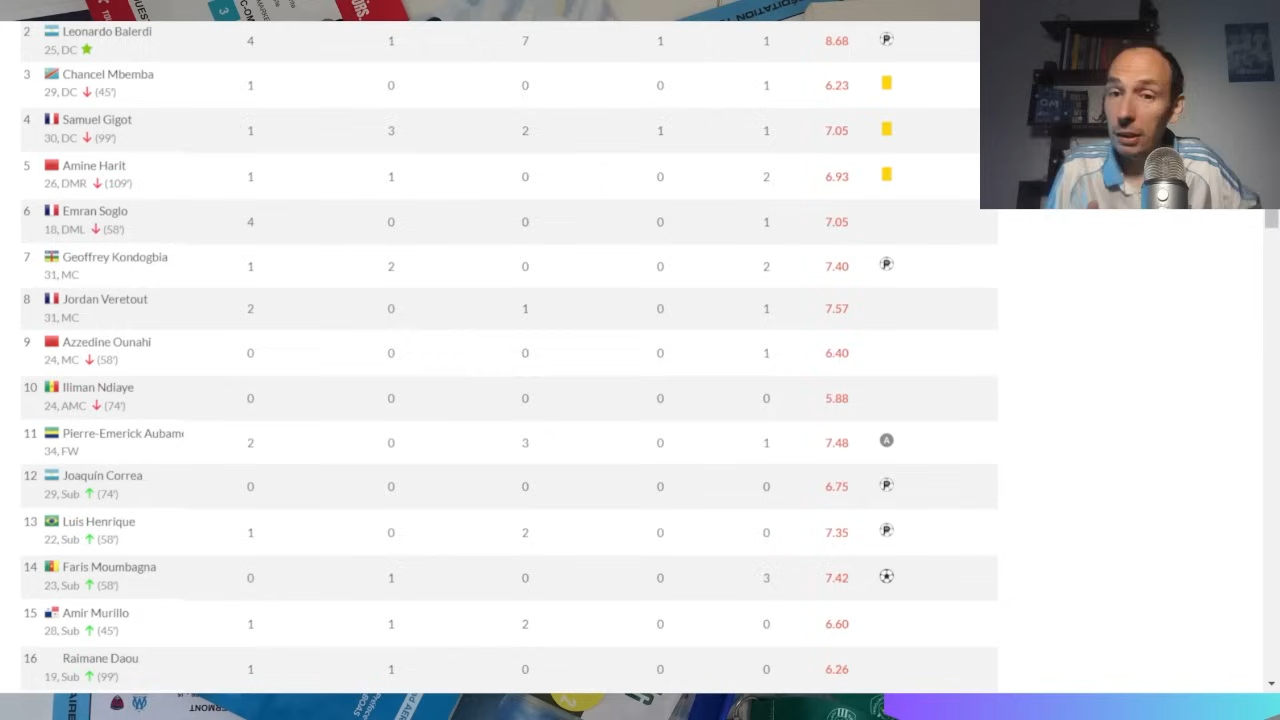 2 Leonardo Balerdi
25, DC 4 1 7 1 1 8.68 P
3 Chancel Mbemba
29, DC (45') 1 0 0 0 1 6.23
4 Samuel Gigot
30, DC (99') 1 3 2 1 1 7.05
5 Amine Harit
26, DMR (109') 1 1 0 0 2 6.93
6 Emran Soglo
18, DML (58') 4 0 0 0 1 7.05
7 Geoffrey Kondogbia
31, MC 1 2 0 0 2 7.40 P
8 Jordan Veretout
31, MC 2 0 1 0 1 7.57
9 Azzedine Ounahi
24, MC (58') 0 0 0 0 1 6.40
10 Iliman Ndiaye
24, AMC (74') 0 0 0 0 0 5.88
11 Pierre-Emerick Aubame
34, FW 2 0 3 0 1 7.48 A
12 Joaquín Correa
29, Sub (74') 0 0 0 0 0 6.75 P
13 Luis Henrique
22, Sub (58') 1 0 2 0 0 7.35 P
14 Faris Moumbagna
23, Sub (58') 0 1 0 0 3 7.42
15 Amir Murillo
28, Sub (45') 1 1 2 0 0 6.60
16 Raimane Daou
19, Sub (99') 1 1 0 0 0 6.26
OM